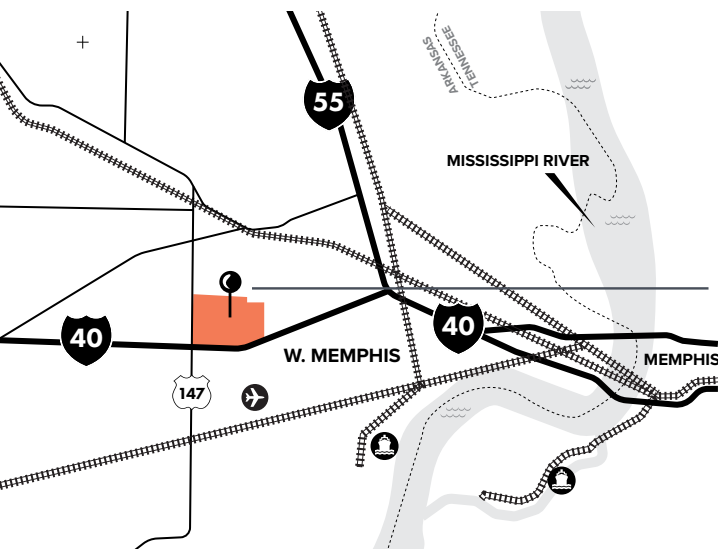 55
ARKANSAS
TENNESSEE
MISSISSIPPI RIVER
40
40
W. MEMPHIS
MEMPHIS
147